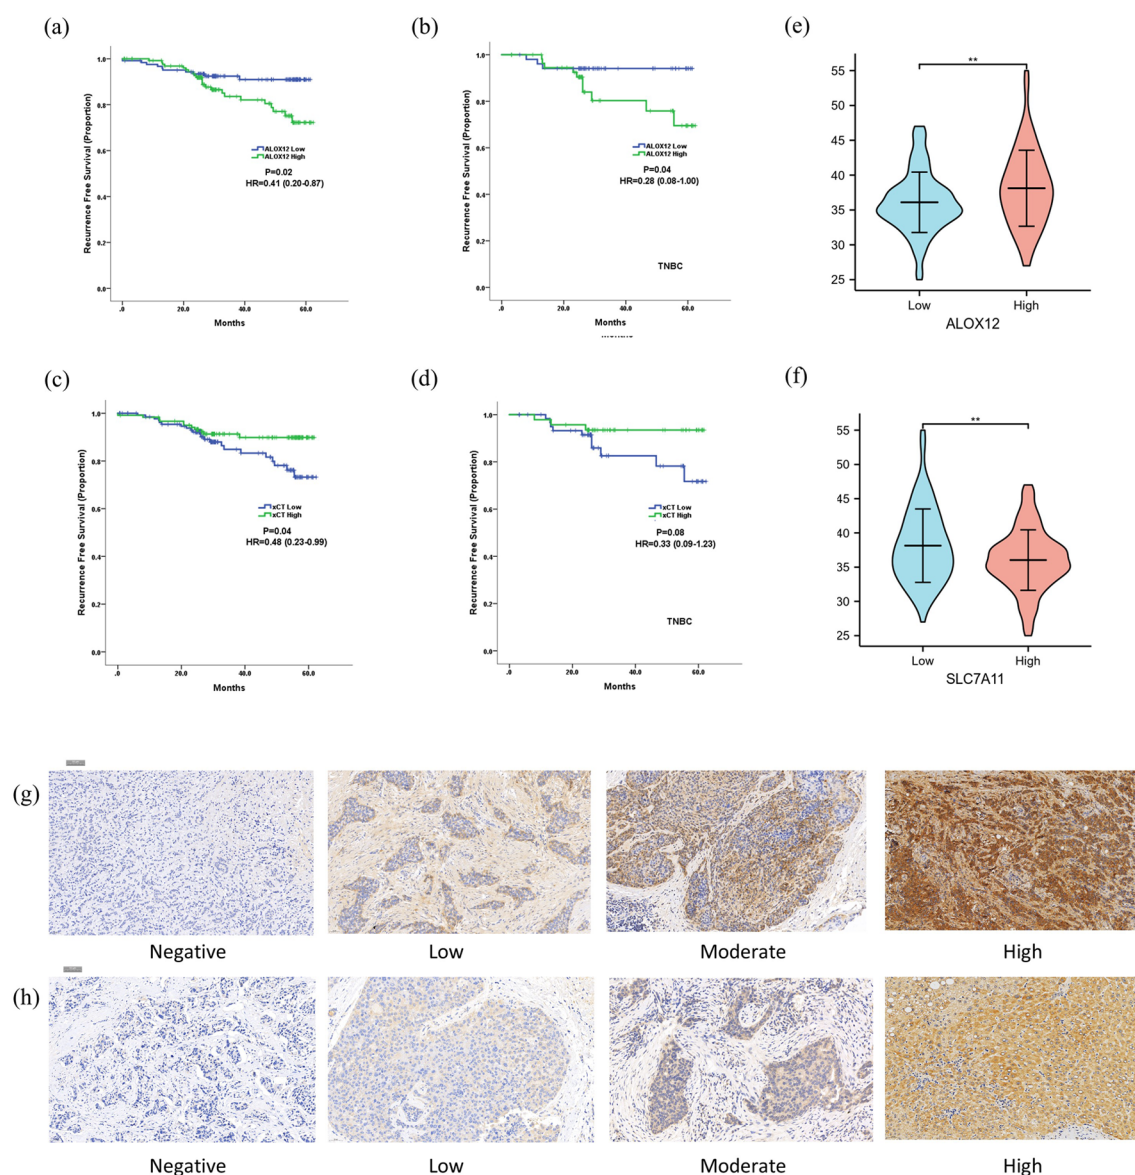 (a)
Recurrence Free Survival (Proportion)
1.0
0.8
0.6
0.4
0.2
0.0
ALOX12 Low
ALOX12 High
P=0.02
HR=0.41 (0.20-0.87)
.0 20.0 40.0 60.0
Months
(b)
Recurrence Free Survival (Proportion)
1.0
0.8
0.6
0.4
0.2
0.0
ALOX12 Low
ALOX12 High
P=0.04
HR=0.28 (0.08-1.00)
TNBC
.0 20.0 40.0 60.0
Months
(e)
**
55
50
45
40
35
30
25
Low High
ALOX12
(c)
Recurrence Free Survival (Proportion)
1.0
0.8
0.6
0.4
0.2
0.0
xCT Low
xCT High
P=0.04
HR=0.48 (0.23-0.99)
.0 20.0 40.0 60.0
Months
(d)
Recurrence Free Survival (Proportion)
1.0
0.8
0.6
0.4
0.2
0.0
xCT Low
xCT High
P=0.08
HR=0.33 (0.09-1.23)
TNBC
.0 20.0 40.0 60.0
Months
(f)
**
55
50
45
40
35
30
25
Low High
SLC7A11
(g)
Negative Low Moderate High
(h)
Negative Low Moderate High